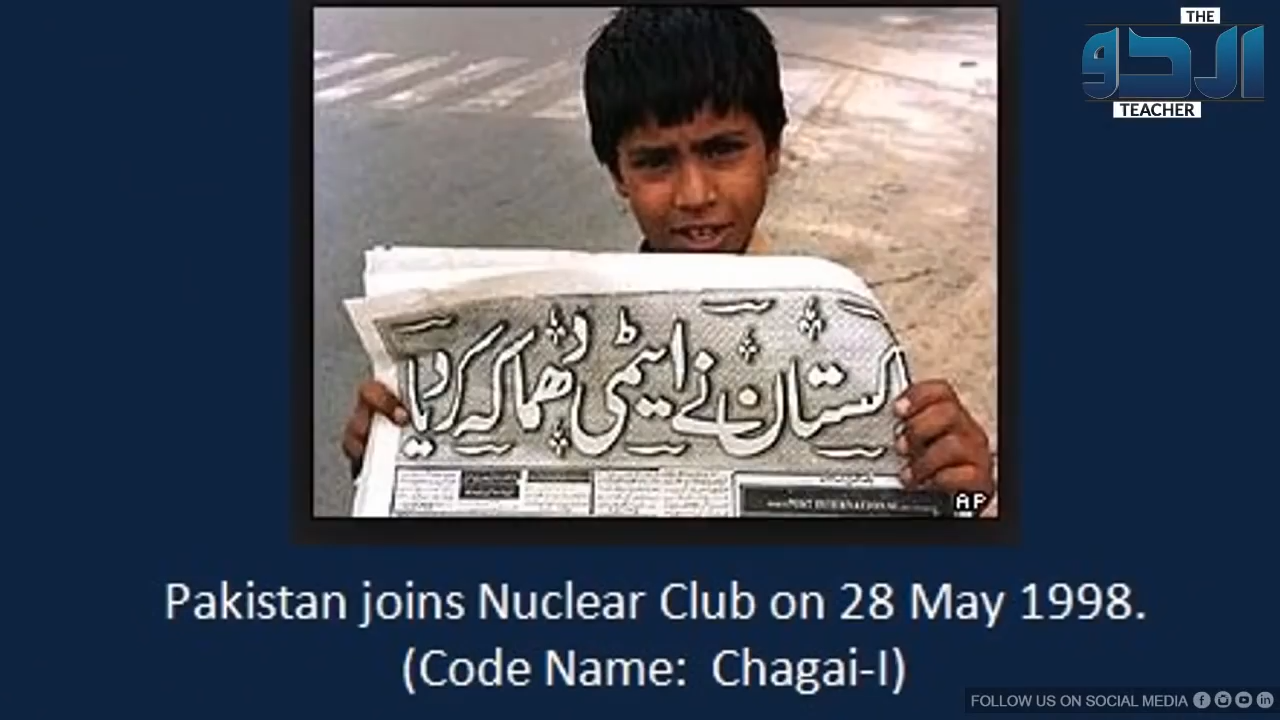 THE
اردو
TEACHER
پاکستان نے ایٹمی دھماکہ کر دیا
AP
Pakistan joins Nuclear Club on 28 May 1998.
(Code Name: Chagai-I)
FOLLOW US ON SOCIAL MEDIA